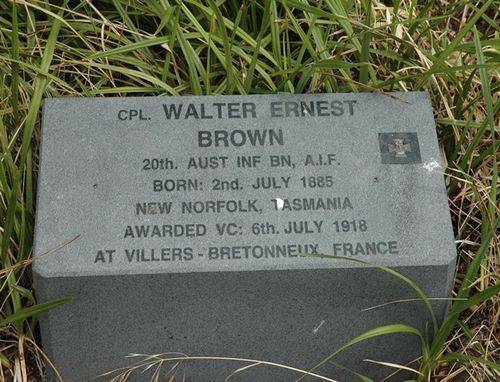 CPL. WALTER ERNEST
BROWN
20th. AUST INF BN, A.I.F.
BORN: 2nd. JULY 1885
NEW NORFOLK, TASMANIA
AWARDED VC: 6th. JULY 1918
AT VILLERS - BRETONNEUX, FRANCE